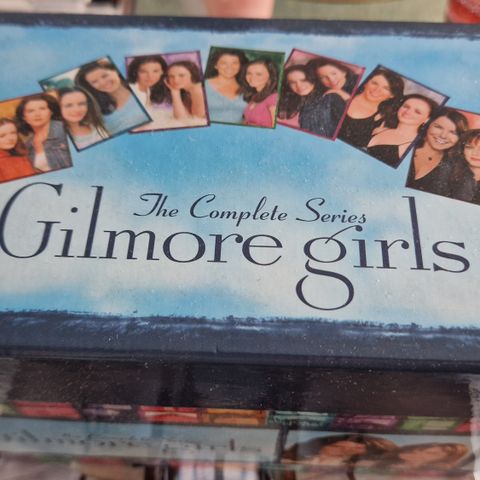 The Complete Series
Gilmore girls